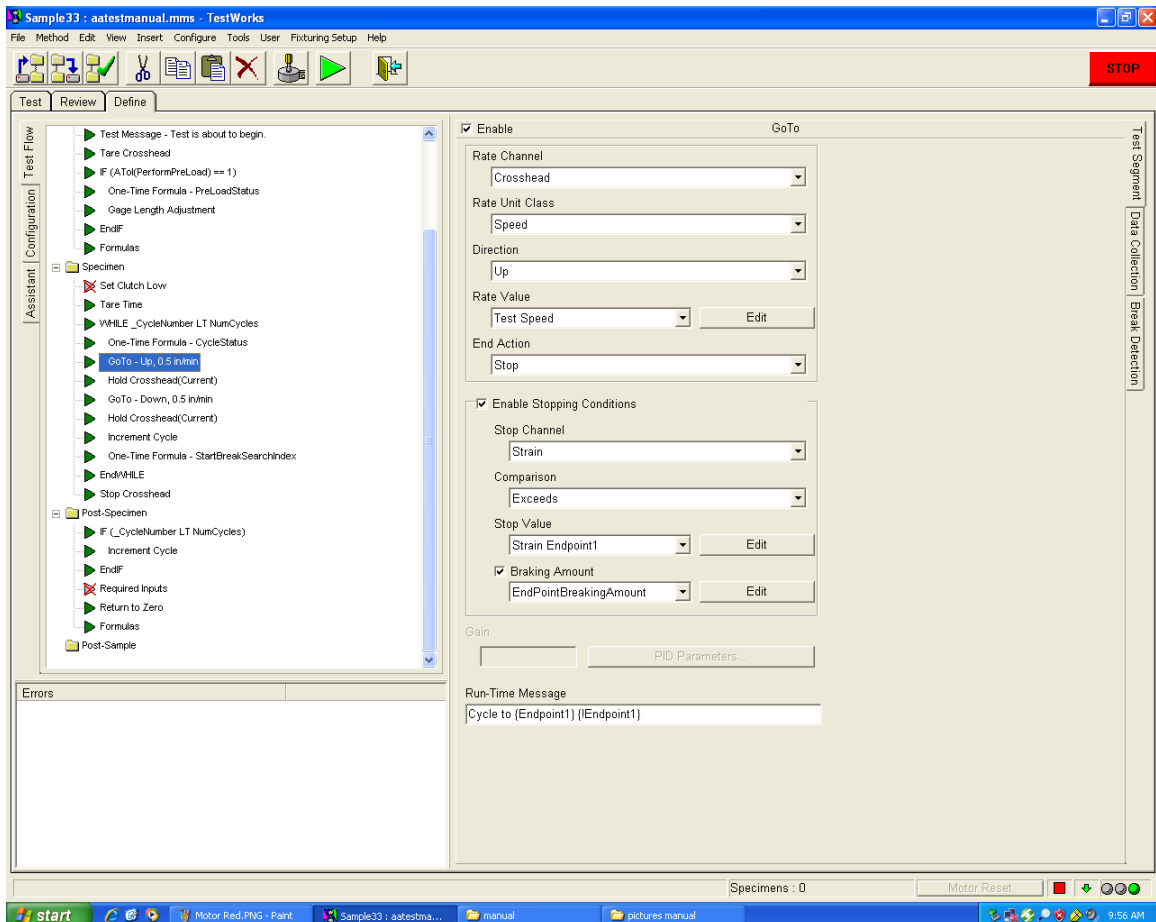 Sample33 : aatestmanual.mms - TestWorks
File Method Edit View Insert Configure Tools User Fixturing Setup Help
STOP
Test Review Define
Test Flow
Configuration
Assistant
Test Message - Test is about to begin.
Tare Crosshead
IF (ATol(PerformPreLoad) == 1)
One-Time Formula - PreLoadStatus
Gage Length Adjustment
EndIF
Formulas
Specimen
Set Clutch Low
Tare Time
WHILE _CycleNumber LT NumCycles
One-Time Formula - CycleStatus
GoTo - Up, 0.5 in/min
Hold Crosshead(Current)
GoTo - Down, 0.5 in/min
Hold Crosshead(Current)
Increment Cycle
One-Time Formula - StartBreakSearchIndex
EndWHILE
Stop Crosshead
Post-Specimen
IF (_CycleNumber LT NumCycles)
Increment Cycle
EndIF
Required Inputs
Return to Zero
Formulas
Post-Sample
Errors
Enable GoTo
Rate Channel
Crosshead
Rate Unit Class
Speed
Direction
Up
Rate Value
Test Speed Edit
End Action
Stop
Enable Stopping Conditions
Stop Channel
Strain
Comparison
Exceeds
Stop Value
Strain Endpoint1 Edit
Braking Amount
EndPointBreakingAmount Edit
Gain
PID Parameters...
Run-Time Message
Cycle to {Endpoint1} {!Endpoint1}
Test Segment
Data Collection
Break Detection
Specimens : 0 Motor Reset
start Motor Red.PNG - Paint Sample33 : aatestma... manual pictures manual 9:56 AM